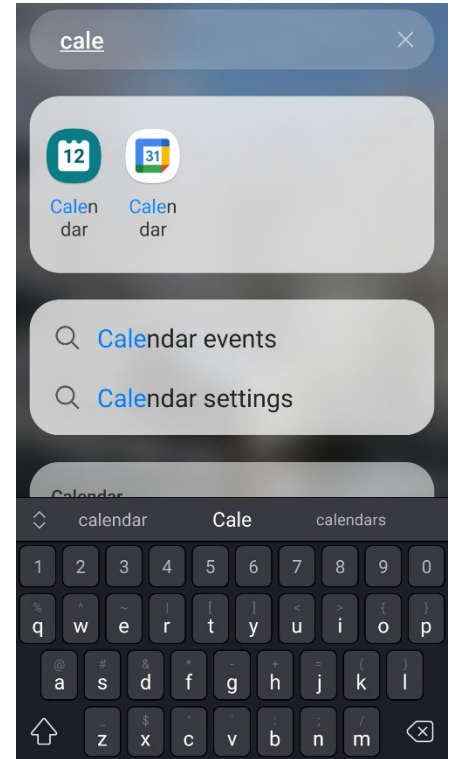 cale
12
31
Calen
dar
Calen
dar
Calendar events
Calendar settings
Calendar
calendar Cale calendars
1 2 3 4 5 6 7 8 9 0
% ^ ~ | [ ] < > { }
q w e r t y u i o p
@ # & * - + = ( )
a s d f g h j k l
_ $ " ' : ; /
z x c v b n m